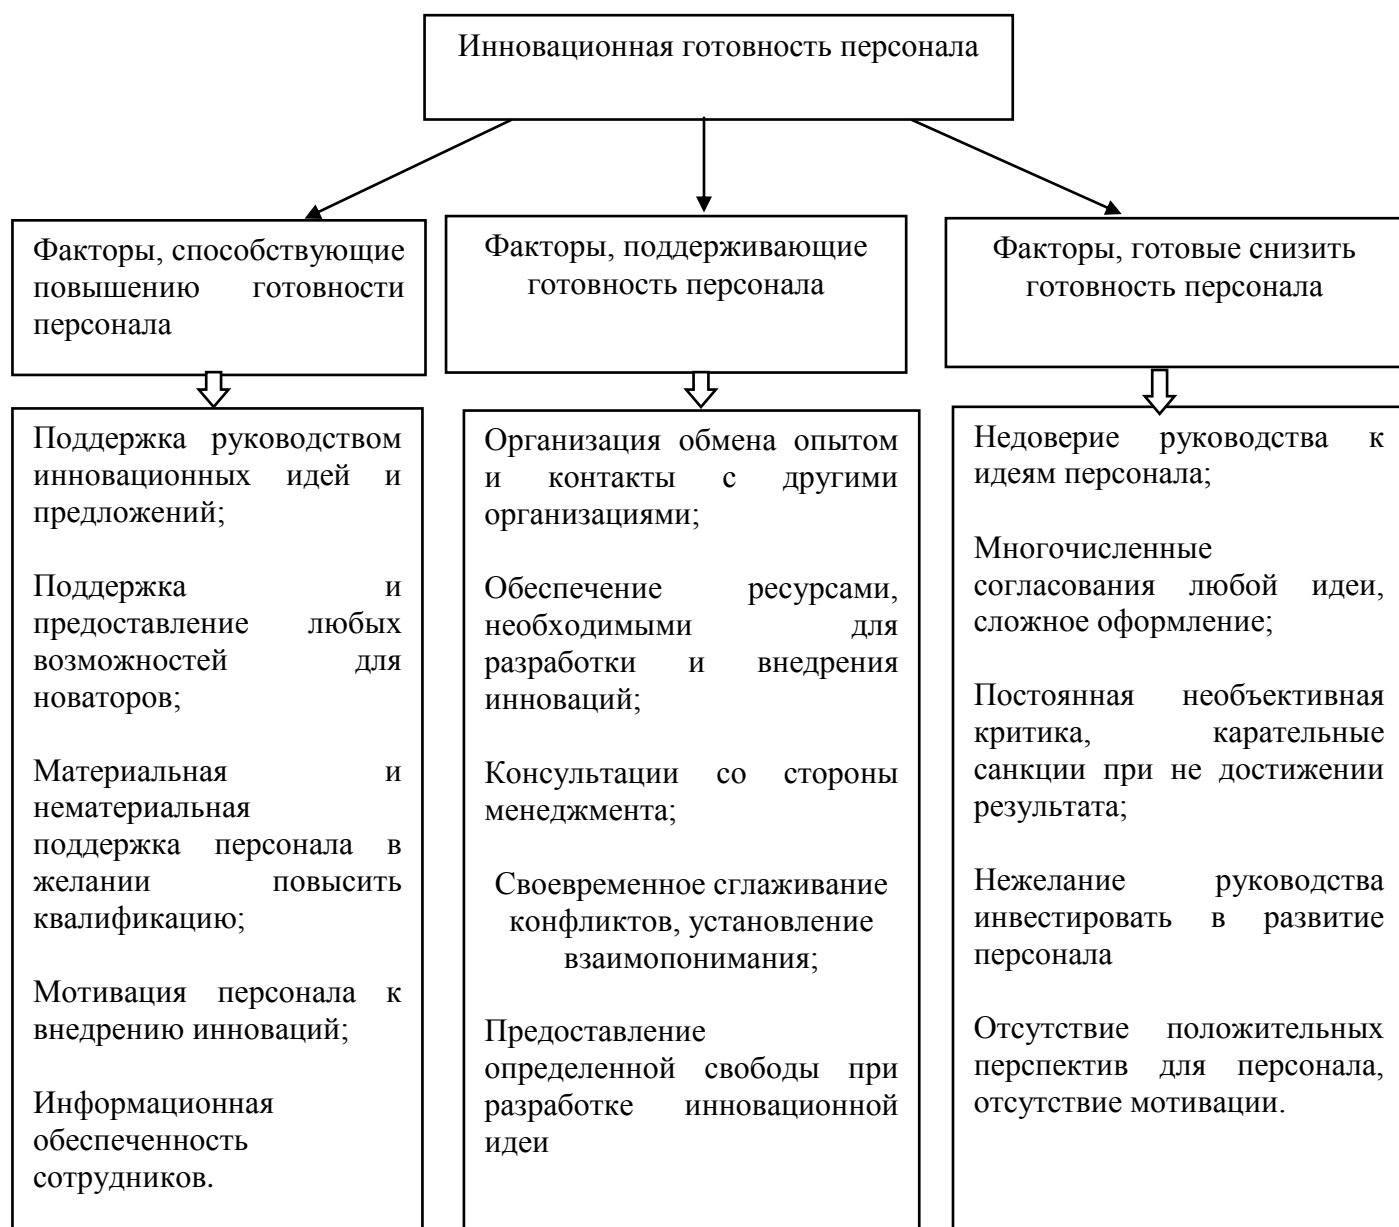 Инновационная готовность персонала
Факторы, способствующие
повышению готовности
персонала
Факторы, поддерживающие
готовность персонала
Факторы, готовые снизить
готовность персонала
Поддержка руководством
инновационных идей и
предложений;
Поддержка и
предоставление любых
возможностей для
новаторов;
Материальная и
нематериальная
поддержка персонала в
желании повысить
квалификацию;
Мотивация персонала к
внедрению инноваций;
Информационная
обеспеченность
сотрудников.
Организация обмена опытом
и контакты с другими
организациями;
Обеспечение ресурсами,
необходимыми для
разработки и внедрения
инноваций;
Консультации со стороны
менеджмента;
Своевременное сглаживание
конфликтов, установление
взаимопонимания;
Предоставление
определенной свободы при
разработке инновационной
идеи
Недоверие руководства к
идеям персонала;
Многочисленные
согласования любой идеи,
сложное оформление;
Постоянная необъективная
критика, карательные
санкции при не достижении
результата;
Нежелание руководства
инвестировать в развитие
персонала
Отсутствие положительных
перспектив для персонала,
отсутствие мотивации.